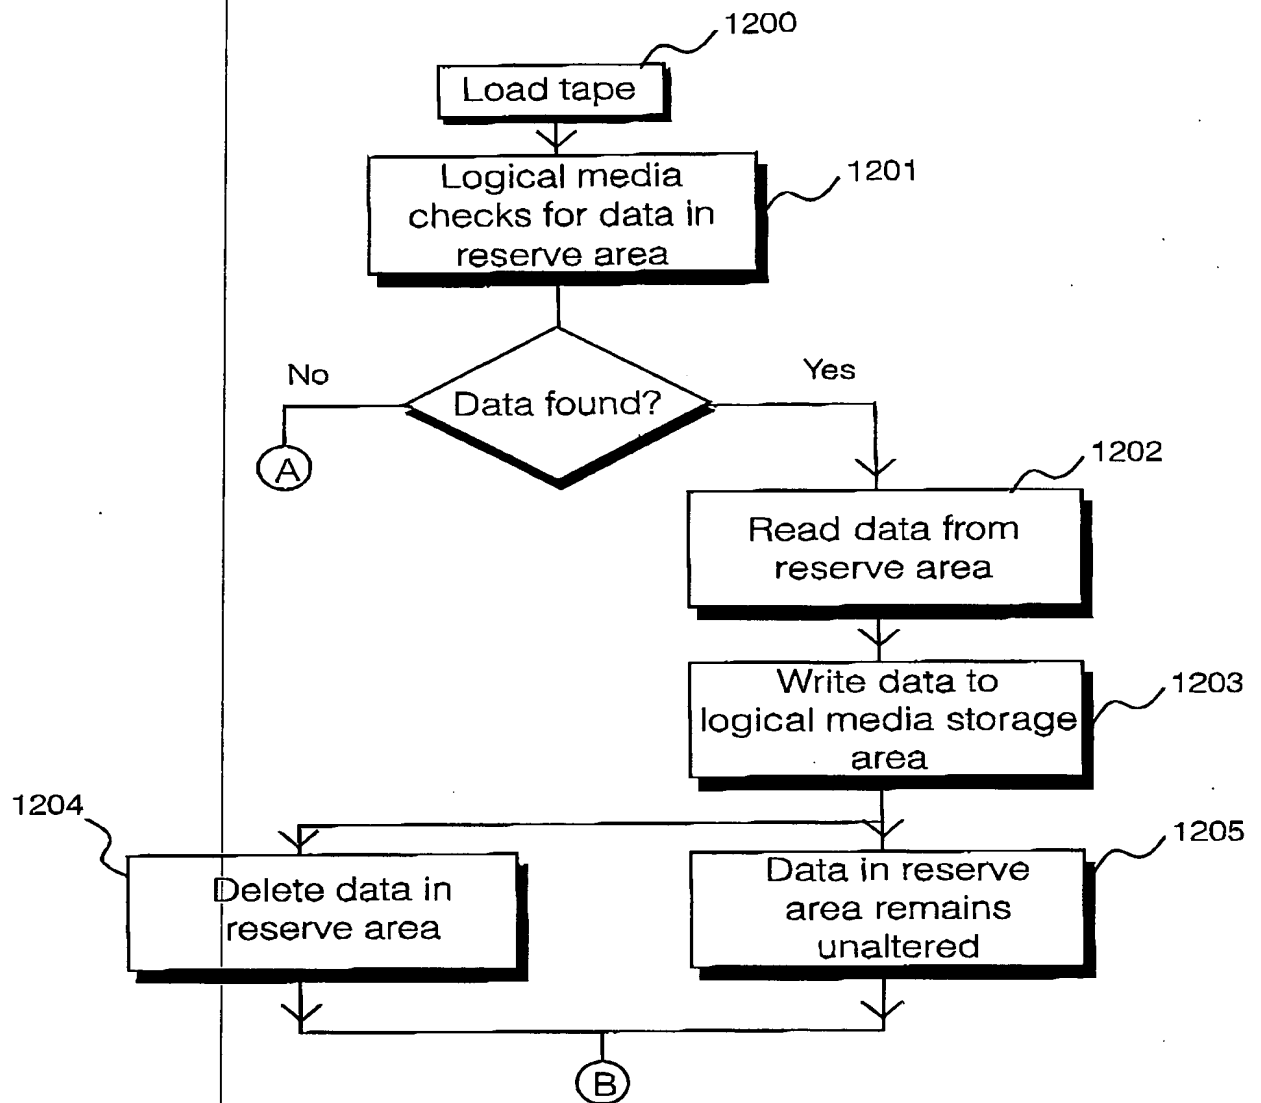 1200
Load tape
1201
Logical media
checks for data in
reserve area
No
Yes
Data found?
A
1202
Read data from
reserve area
1203
Write data to
logical media storage
area
1204
1205
Delete data in
reserve area
Data in reserve
area remains
unaltered
B